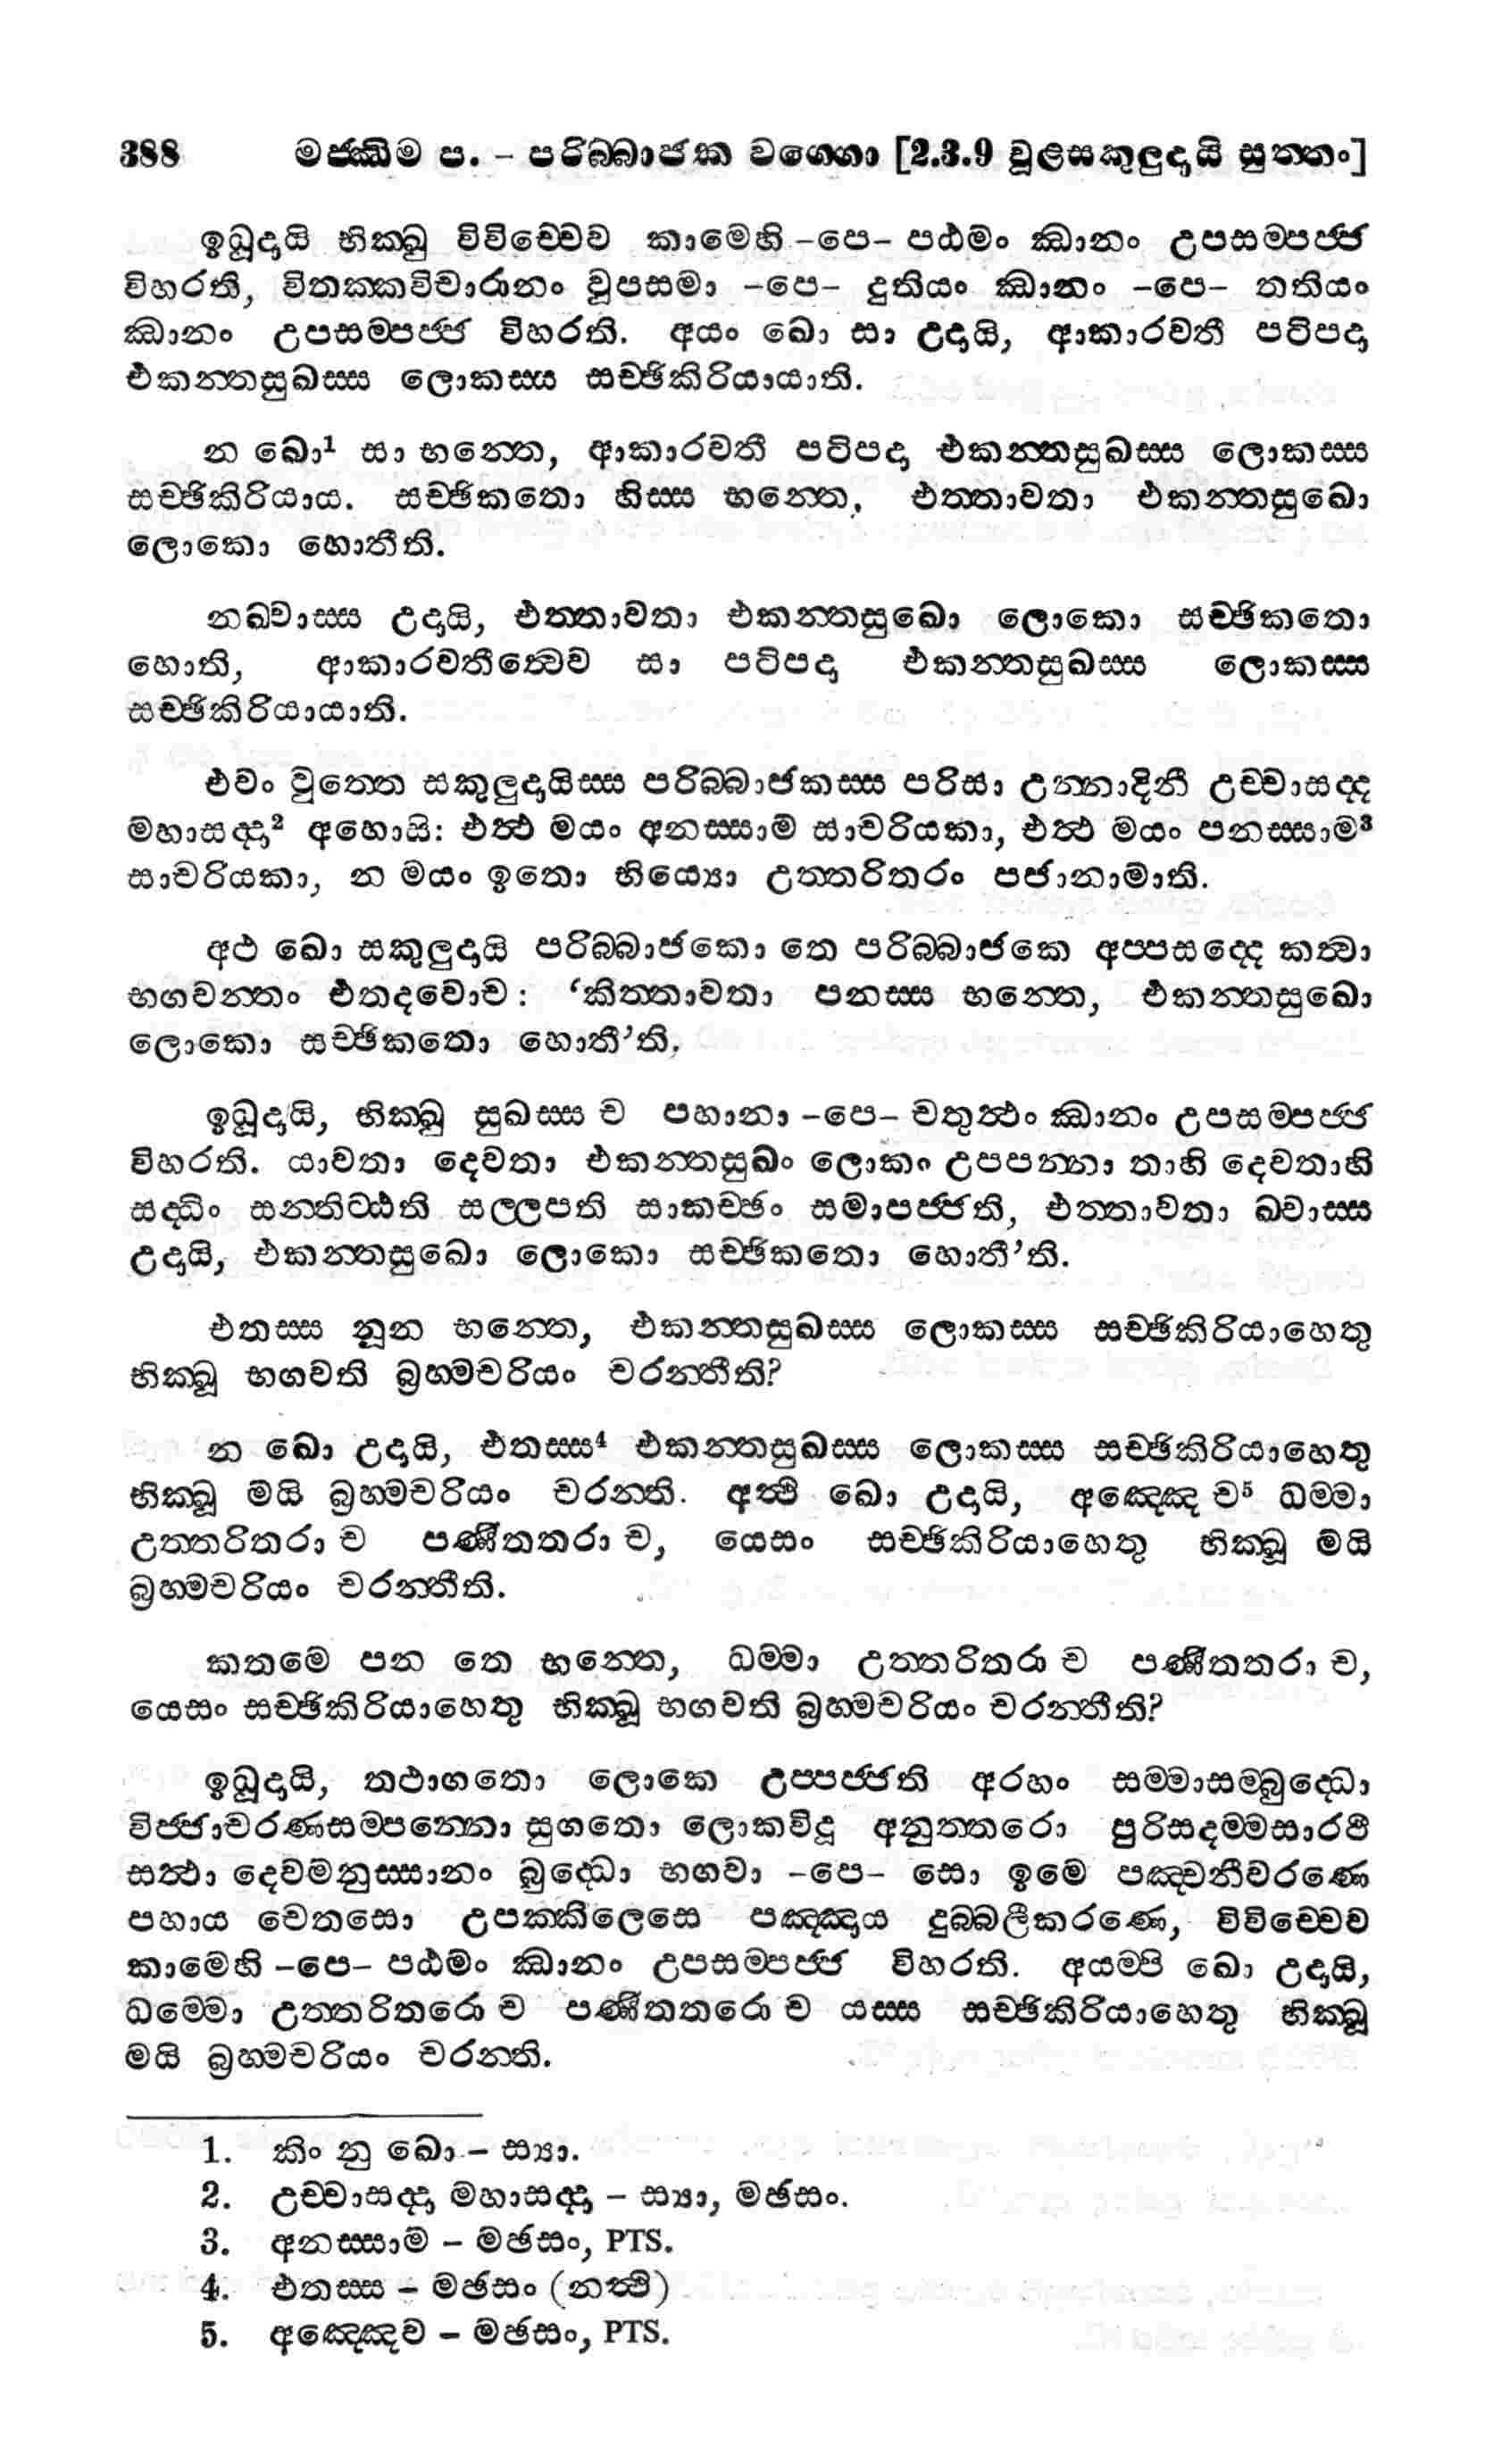 388 මජ්ඣිම ප. – පරිබ්බාජක වග්ගො [2.3.9 චූළසකුලුදායි සුත්තං]
ඉධූදායි භික්ඛු විවිච්චෙව කාමෙහි –පෙ– පඨමං ඣානං උපසම්පජ්ජ
විහරති, විතක්කවිචාරානං වූපසමා –පෙ– දුතියං ඣානං –පෙ– තතියං
ඣානං උපසම්පජ්ජ විහරති. අයං ඛො සා උදායි, ආකාරවතී පටිපදා
එකන්තසුඛස්ස ලොකස්ස සච්ඡිකිරියායාති.
න ඛො¹ සා භන්තෙ, ආකාරවතී පටිපදා එකන්තසුඛස්ස ලොකස්ස
සච්ඡිකිරියාය. සච්ඡිකතො හිස්ස භන්තෙ, එත්තාවතා එකන්තසුඛො
ලොකො හොතීති.
නඛ්වාස්ස උදායි, එත්තාවතා එකන්තසුඛො ලොකො සච්ඡිකතො
හොති, ආකාරවතීත්වෙව සා පටිපදා එකන්තසුඛස්ස ලොකස්ස
සච්ඡිකිරියායාති.
එවං වුත්තෙ සකුලුදායිස්ස පරිබ්බාජකස්ස පරිසා උන්නාදිනී උච්චාසද්ද
මහාසද්දා² අහොසි: එත්ථ මයං අනස්සාම සාචරියකා, එත්ථ මයං පනස්සාම³
සාචරියකා, න මයං ඉතො භිය්‍යො උත්තරිතරං පජානාමාති.
අථ ඛො සකුලුදායි පරිබ්බාජකො තෙ පරිබ්බාජකෙ අප්පසද්දෙ කත්වා
භගවන්තං එතදවොච: ‘කිත්තාවතා පනස්ස භන්තෙ, එකන්තසුඛො
ලොකො සච්ඡිකතො හොතී’ති.
ඉධූදායි, භික්ඛු සුඛස්ස ච පහානා –පෙ– චතුත්ථං ඣානං උපසම්පජ්ජ
විහරති. යාවතා දෙවතා එකන්තසුඛං ලොකං උපපන්නා තාහි දෙවතාහි
සද්ධිං සන්තිට්ඨති සල්ලපති සාකච්ඡං සමාපජ්ජති, එත්තාවතා ඛ්වාස්ස
උදායි, එකන්තසුඛො ලොකො සච්ඡිකතො හොතී’ති.
එතස්ස නූන භන්තෙ, එකන්තසුඛස්ස ලොකස්ස සච්ඡිකිරියාහෙතු
භික්ඛූ භගවති බ්‍රහ්මචරියං චරන්තීති?
න ඛො උදායි, එතස්ස⁴ එකන්තසුඛස්ස ලොකස්ස සච්ඡිකිරියාහෙතු
භික්ඛූ මයි බ්‍රහ්මචරියං චරන්ති. අත්ථි ඛො උදායි, අඤ්ඤෙ ච⁵ ධම්මා
උත්තරිතරා ච පණීතතරා ච, යෙසං සච්ඡිකිරියාහෙතු භික්ඛූ මයි
බ්‍රහ්මචරියං චරන්තීති.
කතමෙ පන තෙ භන්තෙ, ධම්මා උත්තරිතරා ච පණීතතරා ච,
යෙසං සච්ඡිකිරියාහෙතු භික්ඛූ භගවති බ්‍රහ්මචරියං චරන්තීති?
ඉධූදායි, තථාගතො ලොකෙ උප්පජ්ජති අරහං සම්මාසම්බුද්ධො
විජ්ජාචරණසම්පන්නො සුගතො ලොකවිදූ අනුත්තරො පුරිසදම්මසාරථි
සත්ථා දෙවමනුස්සානං බුද්ධො භගවා –පෙ– සො ඉමෙ පඤ්චනීවරණෙ
පහාය චෙතසො උපක්කිලෙසෙ පඤ්ඤාය දුබ්බලීකරණෙ, විවිච්චෙව
කාමෙහි –පෙ– පඨමං ඣානං උපසම්පජ්ජ විහරති. අයම්පි ඛො උදායි,
ධම්මො උත්තරිතරො ච පණීතතරො ච යස්ස සච්ඡිකිරියාහෙතු භික්ඛූ
මයි බ්‍රහ්මචරියං චරන්ති.
1. කිං නු ඛො – ස්‍යා.
2. උච්චාසද්දා මහාසද්දා – ස්‍යා, මඡසං.
3. අනස්සාම – මඡසං, PTS.
4. එතස්ස – මඡසං (නත්ථි)
5. අඤ්ඤෙව – මඡසං, PTS.